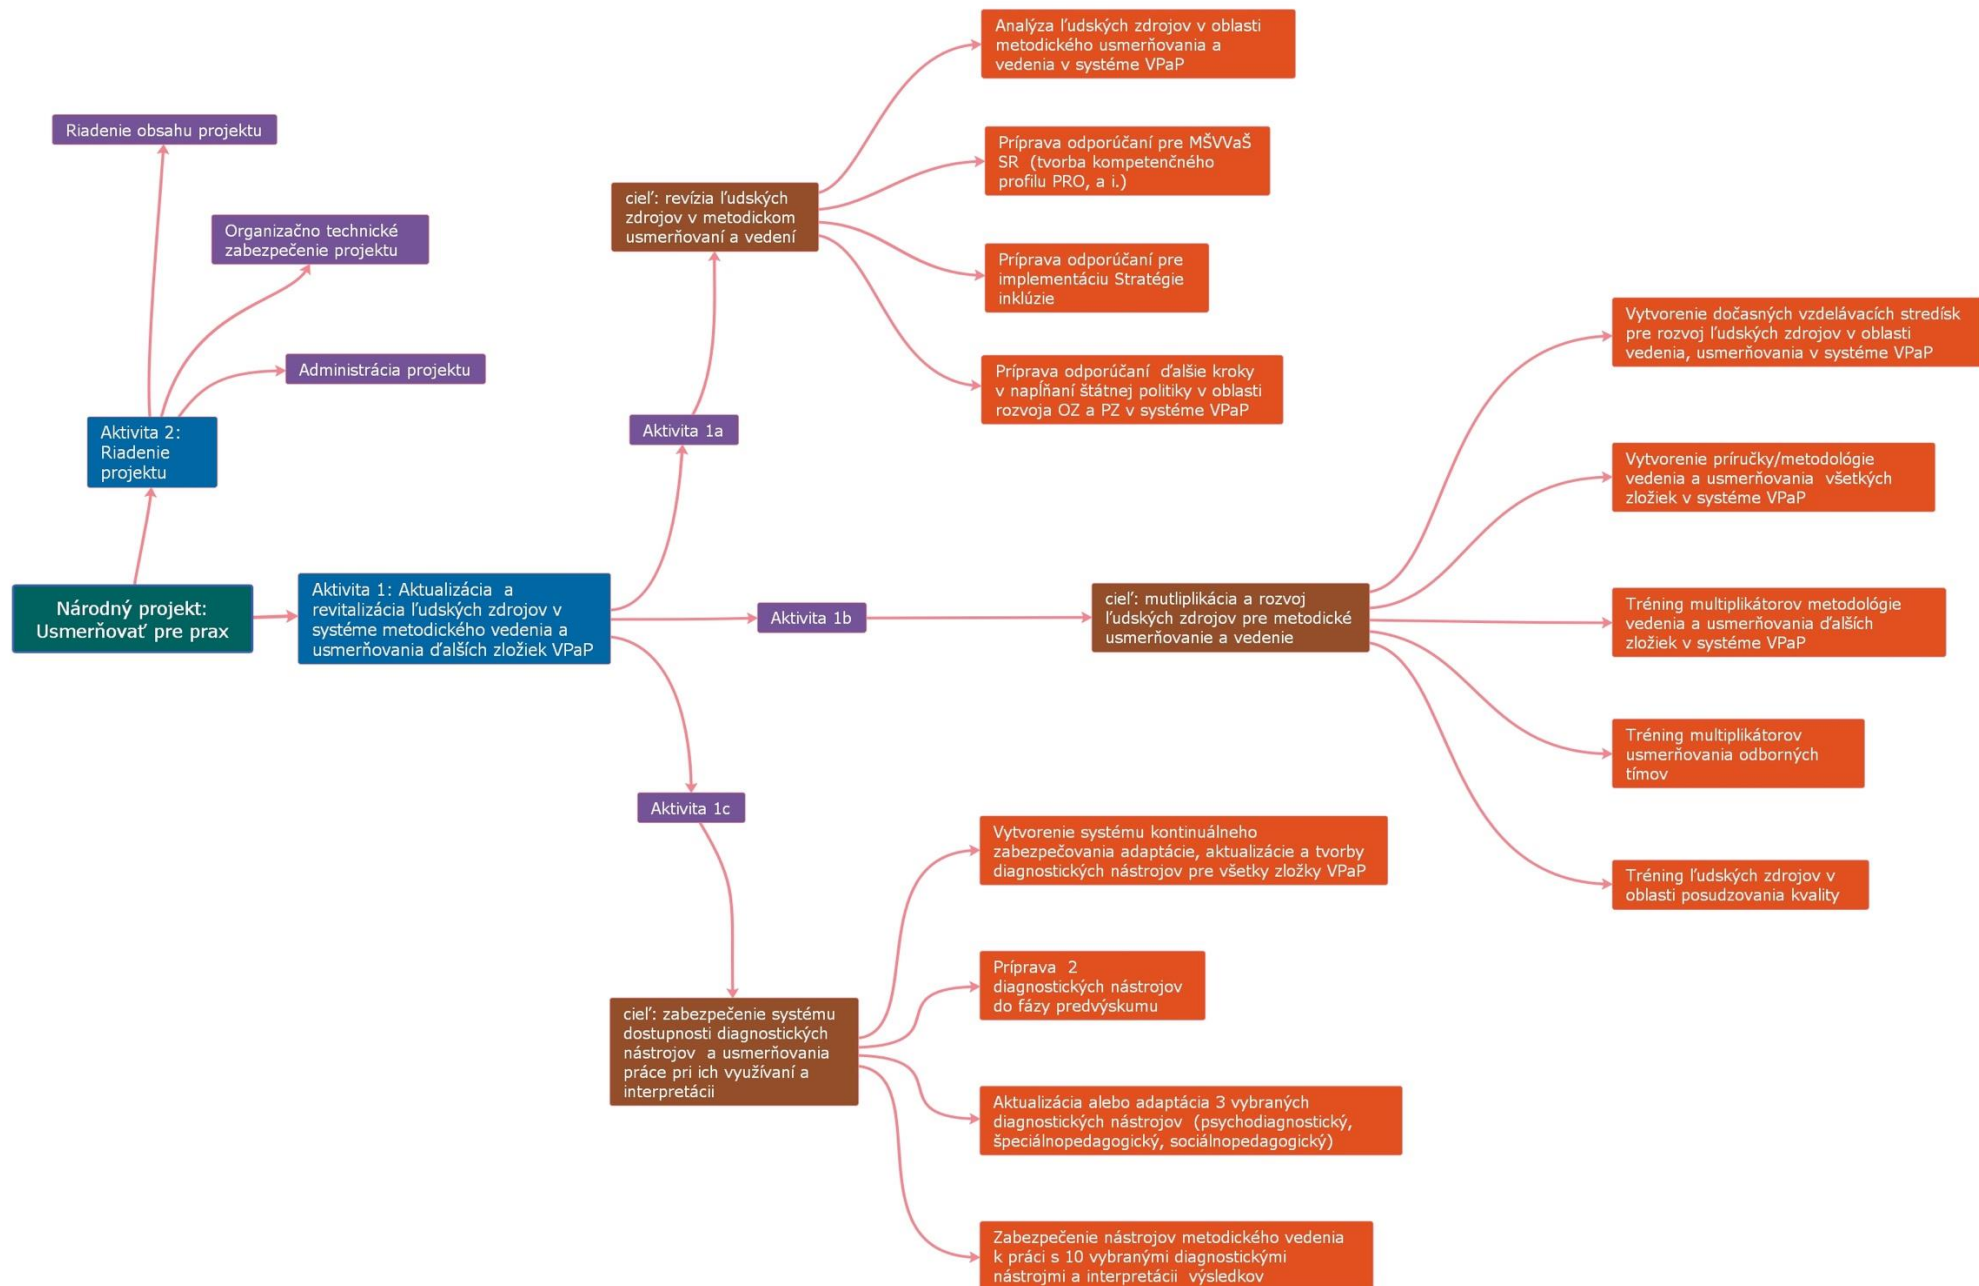 Národný projekt:
Usmerňovať pre prax
Aktivita 2:
Riadenie
projektu
Riadenie obsahu projektu
Organizačno technické
zabezpečenie projektu
Administrácia projektu
Aktivita 1: Aktualizácia a
revitalizácia ľudských zdrojov v
systéme metodického vedenia a
usmerňovania ďalších zložiek VPaP
Aktivita 1a
cieľ: revízia ľudských
zdrojov v metodickom
usmerňovaní a vedení
Analýza ľudských zdrojov v oblasti
metodického usmerňovania a
vedenia v systéme VPaP
Príprava odporúčaní pre MŠVVaŠ
SR (tvorba kompetenčného
profilu PRO, a i.)
Príprava odporúčaní pre
implementáciu Stratégie
inklúzie
Príprava odporúčaní ďalšie kroky
v napĺňaní štátnej politiky v oblasti
rozvoja OZ a PZ v systéme VPaP
Aktivita 1b
cieľ: mutliplikácia a rozvoj
ľudských zdrojov pre metodické
usmerňovanie a vedenie
Vytvorenie dočasných vzdelávacích stredísk
pre rozvoj ľudských zdrojov v oblasti
vedenia, usmerňovania v systéme VPaP
Vytvorenie príručky/metodológie
vedenia a usmerňovania všetkých
zložiek v systéme VPaP
Tréning multiplikátorov metodológie
vedenia a usmerňovania ďalších
zložiek v systéme VPaP
Tréning multiplikátorov
usmerňovania odborných
tímov
Tréning ľudských zdrojov v
oblasti posudzovania kvality
Aktivita 1c
cieľ: zabezpečenie systému
dostupnosti diagnostických
nástrojov a usmerňovania
práce pri ich využívaní a
interpretácii
Vytvorenie systému kontinuálneho
zabezpečovania adaptácie, aktualizácie a tvorby
diagnostických nástrojov pre všetky zložky VPaP
Príprava 2
diagnostických nástrojov
do fázy predvýskumu
Aktualizácia alebo adaptácia 3 vybraných
diagnostických nástrojov (psychodiagnostický,
špeciálnopedagogický, sociálnopedagogický)
Zabezpečenie nástrojov metodického vedenia
k práci s 10 vybranými diagnostickými
nástrojmi a interpretácii výsledkov